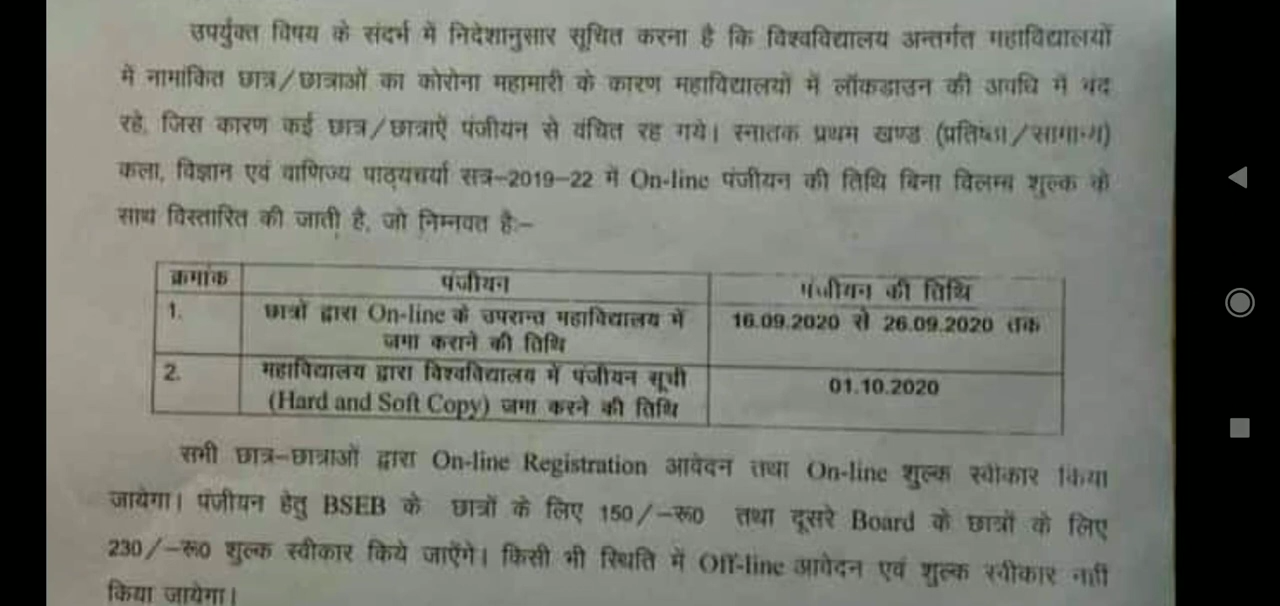 उपर्युक्त विषय के संदर्भ में निदेशानुसार सूचित करना है कि विश्वविद्यालय अन्तर्गत महाविद्यालयों
में नामांकित छात्र/छात्राओं का कोरोना महामारी के कारण महाविद्यालयों में लॉकडाउन की अवधि में बंद
रहे, जिस कारण कई छात्र/छात्राऐं पंजीयन से वंचित रह गये। स्नातक प्रथम खण्ड (प्रतिष्ठा/सामान्य)
कला, विज्ञान एवं वाणिज्य पाठ्यचर्या सत्र-2019-22 में On-line पंजीयन की तिथि बिना विलम्ब शुल्क के
साथ विस्तारित की जाती है, जो निम्नवत है:-
क्रमांक पंजीयन पंजीयन की तिथि
1. छात्रों द्वारा On-line के उपरान्त महाविद्यालय में 16.09.2020 से 26.09.2020 तक
जमा कराने की तिथि
2. महाविद्यालय द्वारा विश्वविद्यालय में पंजीयन सूची 01.10.2020
(Hard and Soft Copy) जमा करने की तिथि
सभी छात्र-छात्राओं द्वारा On-line Registration आवेदन तथा On-line शुल्क स्वीकार किया
जायेगा। पंजीयन हेतु BSEB के छात्रों के लिए 150/-रू0 तथा दूसरे Board के छात्रों के लिए
230/-रू0 शुल्क स्वीकार किये जाएँगे। किसी भी स्थिति में Off-line आवेदन एवं शुल्क स्वीकार नहीं
किया जायेगा।